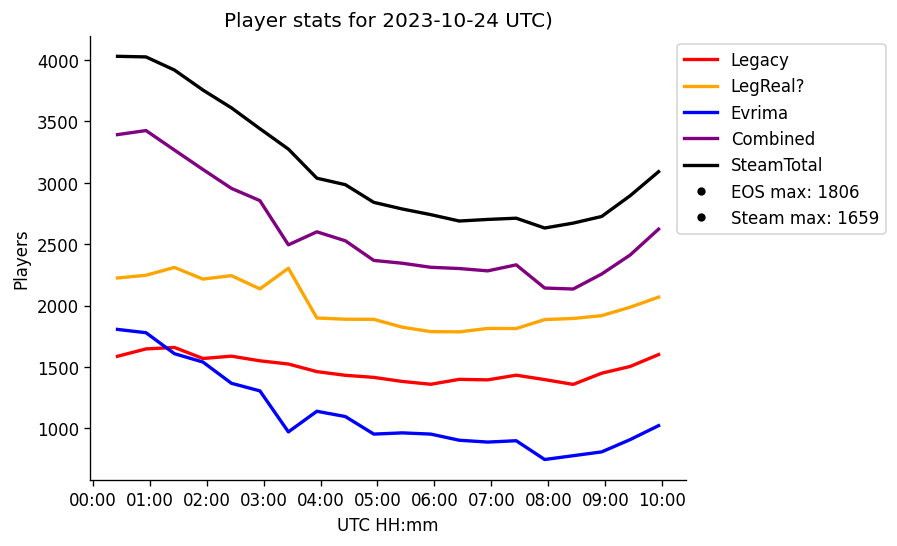 Player stats for 2023-10-24 UTC)
4000
3500
3000
2500
2000
1500
1000
Players
00:00 01:00 02:00 03:00 04:00 05:00 06:00 07:00 08:00 09:00 10:00
UTC HH:mm
Legacy
LegReal?
Evrima
Combined
SteamTotal
EOS max: 1806
Steam max: 1659